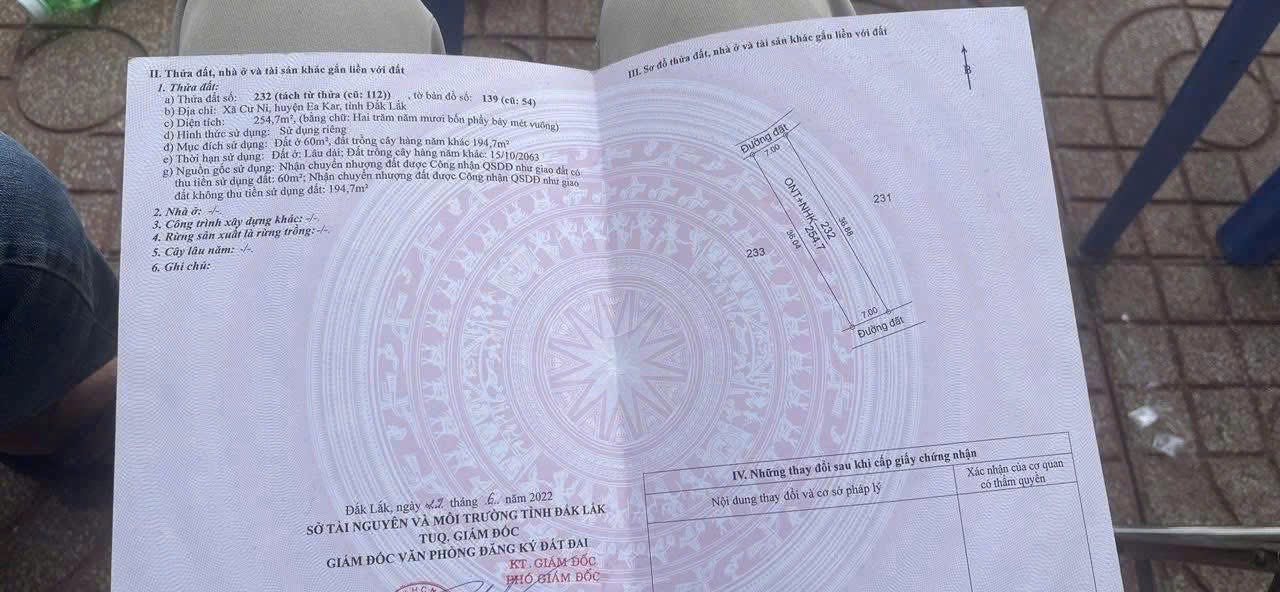 II. Thửa đất, nhà ở và tài sản khác gắn liền với đất
1. Thửa đất:
a) Thửa đất số: 232 (tách từ thửa (cũ: 112)) , tờ bản đồ số: 139 (cũ: 54)
b) Địa chỉ: Xã Cư Ni, huyện Ea Kar, tỉnh Đắk Lắk
c) Diện tích: 254,7m², (bằng chữ: Hai trăm năm mươi bốn phẩy bảy mét vuông)
d) Hình thức sử dụng: Sử dụng riêng
đ) Mục đích sử dụng: Đất ở 60m², đất trồng cây hàng năm khác 194,7m²
e) Thời hạn sử dụng: Đất ở: Lâu dài; Đất trồng cây hàng năm khác: 15/10/2063
g) Nguồn gốc sử dụng: Nhận chuyển nhượng đất được Công nhận QSDĐ như giao đất có
thu tiền sử dụng đất: 60m²; Nhận chuyển nhượng đất được Công nhận QSDĐ như giao
đất không thu tiền sử dụng đất: 194,7m²
2. Nhà ở: -/-
3. Công trình xây dựng khác: -/-.
4. Rừng sản xuất là rừng trồng: -/-.
5. Cây lâu năm: -/-.
6. Ghi chú:
Đắk Lắk, ngày tháng 6 năm 2022
SỞ TÀI NGUYÊN VÀ MÔI TRƯỜNG TỈNH ĐẮK LẮK
TUQ. GIÁM ĐỐC
GIÁM ĐỐC VĂN PHÒNG ĐĂNG KÝ ĐẤT ĐAI
KT. GIÁM ĐỐC
PHÓ GIÁM ĐỐC
III. Sơ đồ thửa đất, nhà ở và tài sản khác gắn liền với đất
B
Đường đất
7.00
231
232
ONT+NHK 254.7
36.88
36.04
233
7.00
Đường đất
IV. Những thay đổi sau khi cấp giấy chứng nhận
Nội dung thay đổi và cơ sở pháp lý
Xác nhận của cơ quan
có thẩm quyền